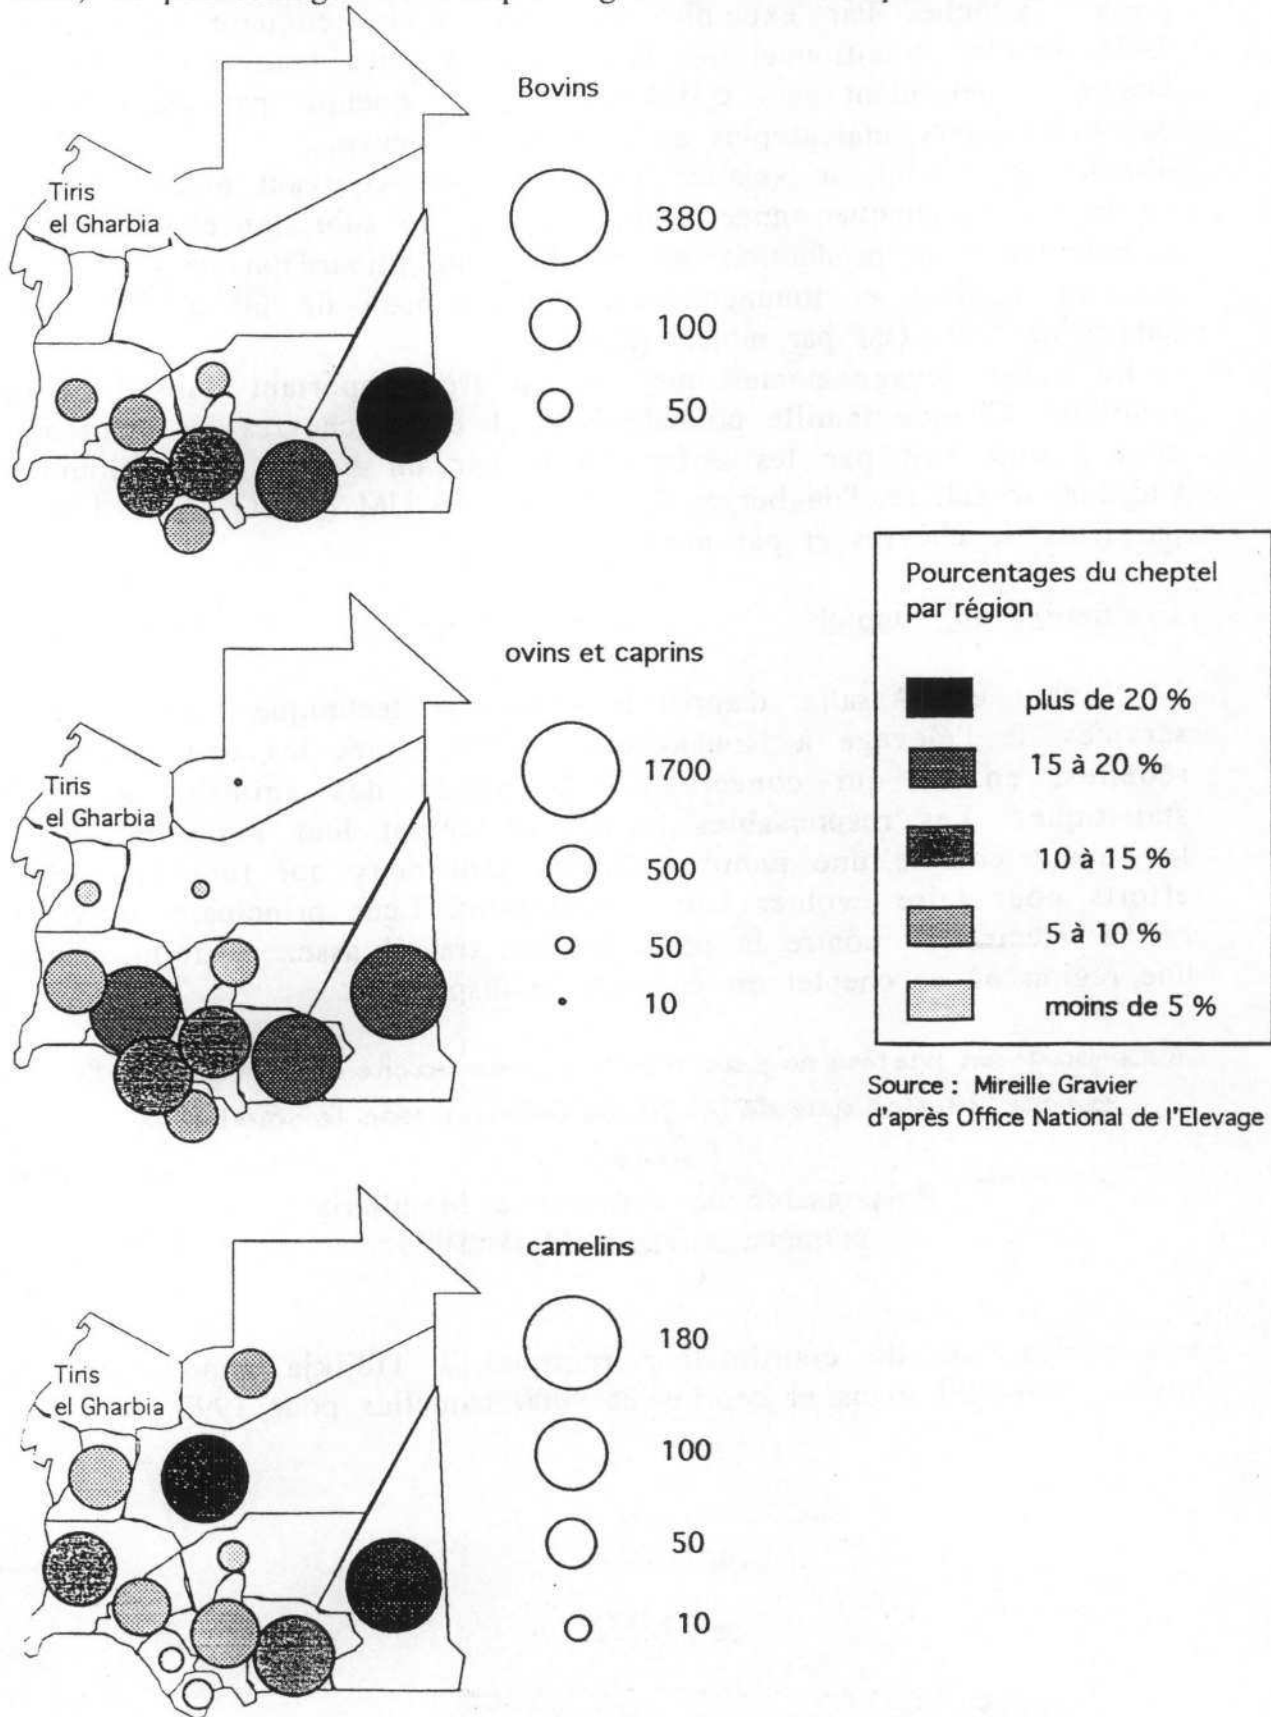 Bovins
Tiris
el Gharbia
380
100
50
ovins et caprins
Tiris
el Gharbia
1700
500
50
10
Pourcentages du cheptel
par région
plus de 20 %
15 à 20 %
10 à 15 %
5 à 10 %
moins de 5 %
Source : Mireille Gravier
d'après Office National de l'Elevage
camelins
Tiris
el Gharbia
180
100
50
10